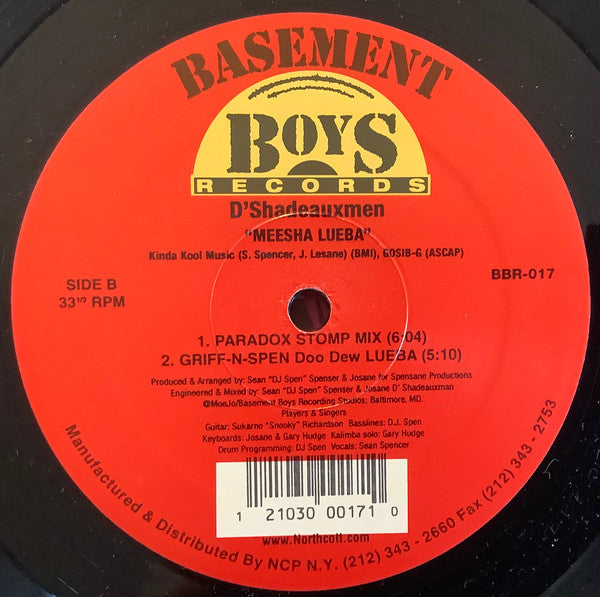 BASEMENT
BOYS
RECORDS
D'Shadeauxmen
"MEESHA LUEBA"
Kinda Kool Music (S. Spencer, J. Lesane) (BMI), GOSIB-G (ASCAP)
SIDE B
33 1/3 RPM
BBR-017
1. PARADOX STOMP MIX (6:04)
2. GRIFF-N-SPEN Doo Dew LUEBA (5:10)
Produced & Arranged by: Sean "DJ Spen" Spenser & Josane for Spensane Productions
Engineered & Mixed by: Sean "DJ Spen" Spenser & Josane D' Shadeauxman
@MoeJo/Basement Boys Recording Studios: Baltimore, MD.
Players & Singers
Guitar: Sukarno "Snooky" Richardson Basslines: D.J. Spen
Keyboards: Josane & Gary Hudge Kalimba solo: Gary Hudge
Drum Programming: DJ Spen Vocals: Sean Spencer
1 21030 00171 0
www.Northcott.com
Manufactured & Distributed By NCP N.Y. (212) 343 - 2660 Fax (212) 343 - 2753